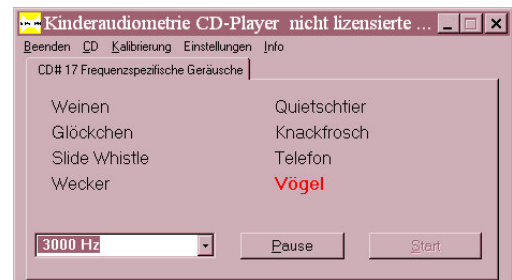 Kinderaudiometrie CD-Player nicht lizensierte ...
Beenden CD Kalibrierung Einstellungen Info
CD# 17 Frequenzspezifische Geräusche
Weinen Quietschtier
Glöckchen Knackfrosch
Slide Whistle Telefon
Wecker Vögel
3000 Hz Pause Start